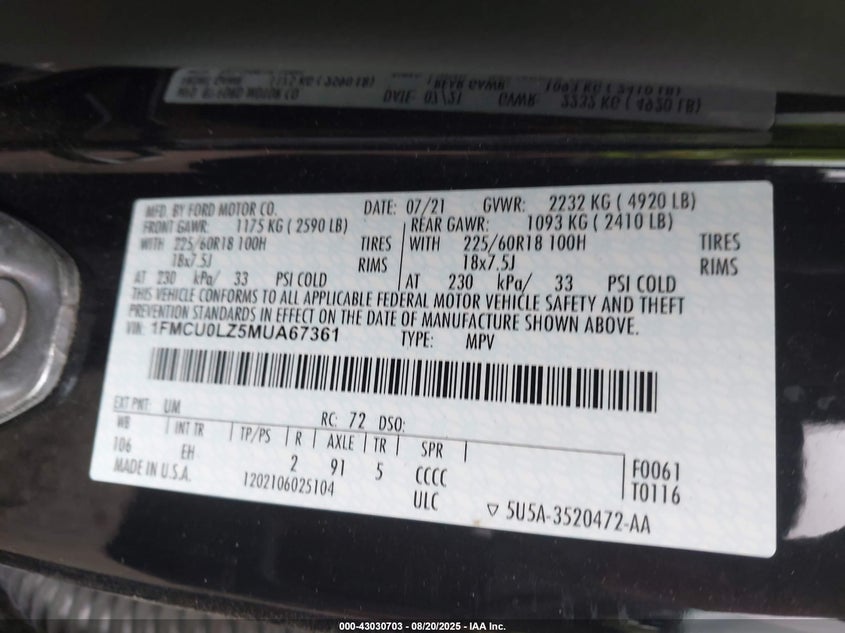 MFD. BY FORD MOTOR CO. DATE: 07/21 GVWR: 2232 KG ( 4920 LB)
FRONT GAWR: 1175 KG ( 2590 LB) REAR GAWR: 1093 KG ( 2410 LB)
WITH 225/60R18 100H TIRES WITH 225/60R18 100H TIRES
18x7.5J RIMS 18x7.5J RIMS
AT 230 kPa/ 33 PSI COLD AT 230 kPa/ 33 PSI COLD
THIS VEHICLE CONFORMS TO ALL APPLICABLE FEDERAL MOTOR VEHICLE SAFETY AND THEFT
PREVENTION STANDARDS IN EFFECT ON THE DATE OF MANUFACTURE SHOWN ABOVE.
VIN: 1FMCU0LZ5MUA67361 TYPE: MPV
EXT PNT: UM RC: 72 DSO:
WB INT TR TP/PS R AXLE TR SPR
106 EH 2 91 5 CCCC F0061
MADE IN U.S.A. 1202106025104 ULC T0116
▽ 5U5A-3520472-AA
000-43030703 - 08/20/2025 - IAA Inc.